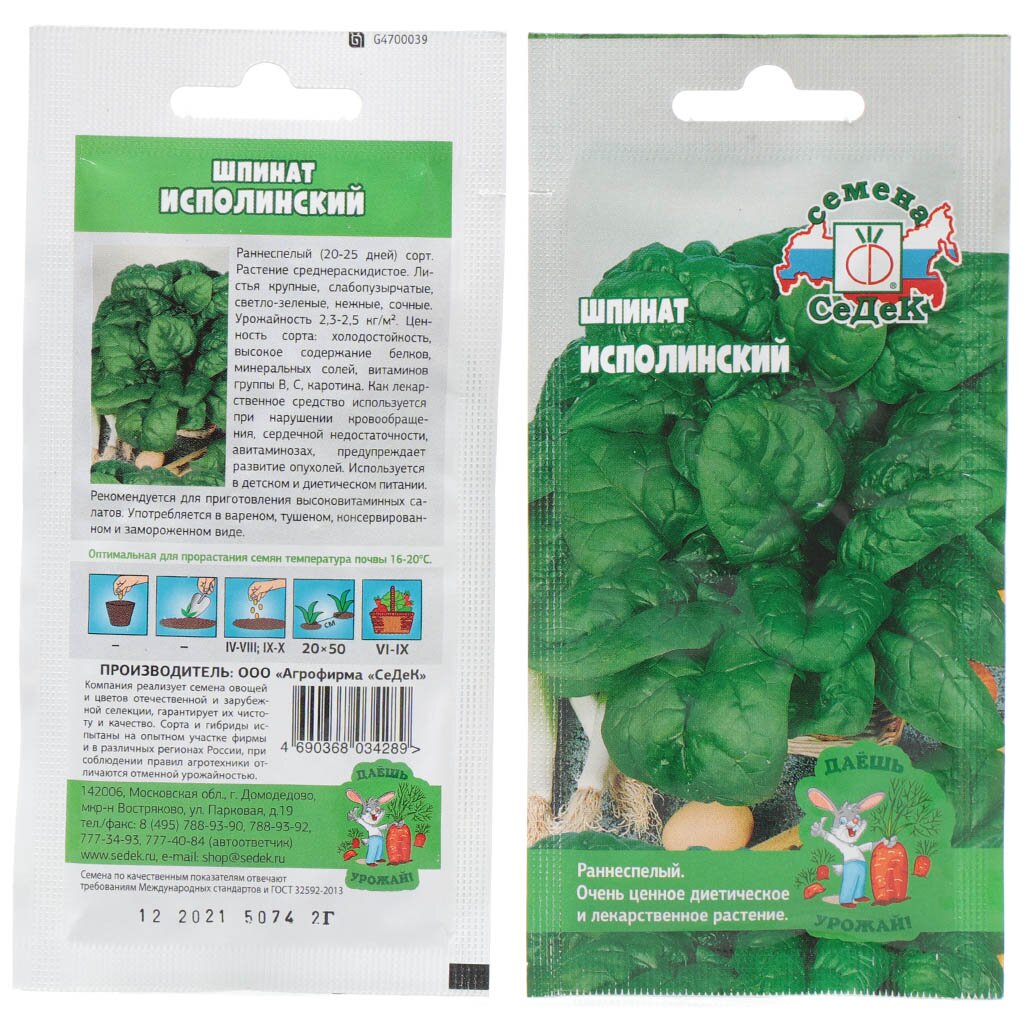 G4700039
ШПИНАТ
ИСПОЛИНСКИЙ
Раннеспелый (20-25 дней) сорт.
Растение среднераскидистое. Ли-
стья крупные, слабопузырчатые,
светло-зеленые, нежные, сочные.
Урожайность 2,3-2,5 кг/м². Цен-
ность сорта: холодостойкость,
высокое содержание белков,
минеральных солей, витаминов
группы В, С, каротина. Как лекар-
ственное средство используется
при нарушении кровообраще-
ния, сердечной недостаточности,
авитаминозах, предупреждает
развитие опухолей. Используется
в детском и диетическом питании.
Рекомендуется для приготовления высоковитаминных са-
латов. Употребляется в вареном, тушеном, консервирован-
ном и замороженном виде.
Оптимальная для прорастания семян температура почвы 16-20°С.
см
– – IV-VIII; IX-X 20×50 VI-IX
ПРОИЗВОДИТЕЛЬ: ООО «Агрофирма «СеДеК»
Компания реализует семена овощей
и цветов отечественной и зарубеж-
ной селекции, гарантирует их чисто-
ту и качество. Сорта и гибриды ис-
пытаны на опытном участке фирмы
и в различных регионах России, при
соблюдении правил агротехники от-
личаются отменной урожайностью.
4 690368 034289 >
142006, Московская обл., г. Домодедово,
мкр-н Востряково, ул. Парковая, д.19
тел./факс: 8 (495) 788-93-90, 788-93-92,
777-34-93, 777-40-84 (автоответчик)
www.sedek.ru, e-mail: shop@sedek.ru
ДАЁШЬ
УРОЖАЙ!
Семена по качественным показателям отвечают
требованиям Международных стандартов и ГОСТ 32592-2013
12 2021 5074 2Г
семена
®
СеДеК
ШПИНАТ
ИСПОЛИНСКИЙ
ДАЁШЬ
УРОЖАЙ!
Раннеспелый.
Очень ценное диетическое
и лекарственное растение.